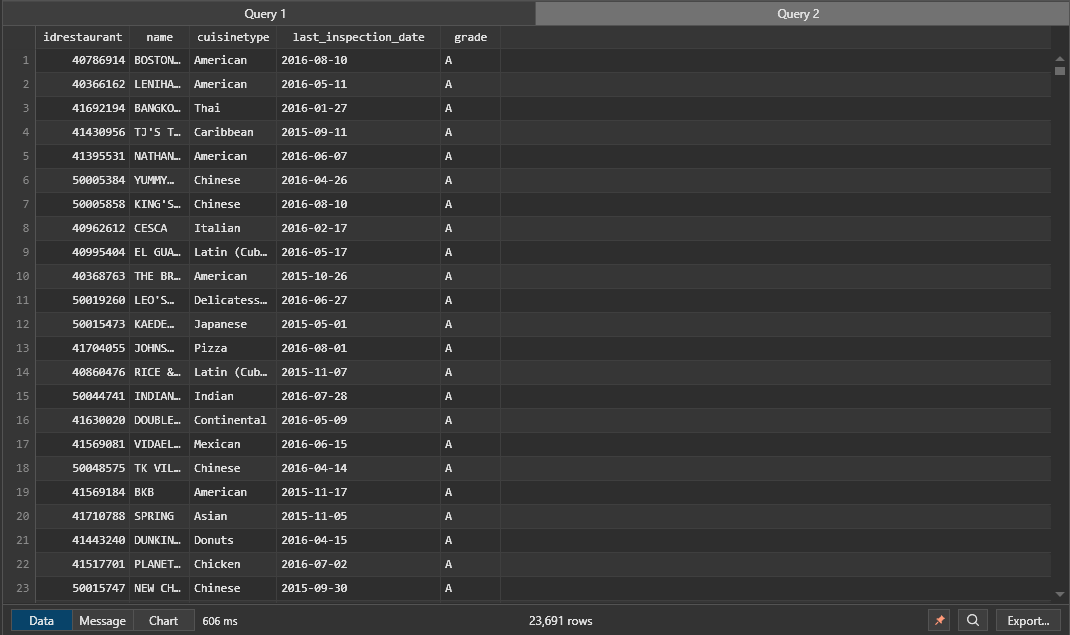 Query 1 Query 2
idrestaurant name cuisinetype last_inspection_date grade
1 40786914 BOSTON… American 2016-08-10 A
2 40366162 LENIHA… American 2016-05-11 A
3 41692194 BANGKO… Thai 2016-01-27 A
4 41430956 TJ'S T… Caribbean 2015-09-11 A
5 41395531 NATHAN… American 2016-06-07 A
6 50005384 YUMMY… Chinese 2016-04-26 A
7 50005858 KING'S… Chinese 2016-08-10 A
8 40962612 CESCA Italian 2016-02-17 A
9 40995404 EL GUA… Latin (Cub… 2016-05-17 A
10 40368763 THE BR… American 2015-10-26 A
11 50019260 LEO'S… Delicatess… 2016-06-27 A
12 50015473 KAEDE… Japanese 2015-05-01 A
13 41704055 JOHNS… Pizza 2016-08-01 A
14 40860476 RICE &… Latin (Cub… 2015-11-07 A
15 50044741 INDIAN… Indian 2016-07-28 A
16 41630020 DOUBLE… Continental 2016-05-09 A
17 41569081 VIDAEL… Mexican 2016-06-15 A
18 50048575 TK VIL… Chinese 2016-04-14 A
19 41569184 BKB American 2015-11-17 A
20 41710788 SPRING Asian 2015-11-05 A
21 41443240 DUNKIN… Donuts 2016-04-15 A
22 41517701 PLANET… Chicken 2016-07-02 A
23 50015747 NEW CH… Chinese 2015-09-30 A
Data Message Chart 606 ms 23,691 rows Export...